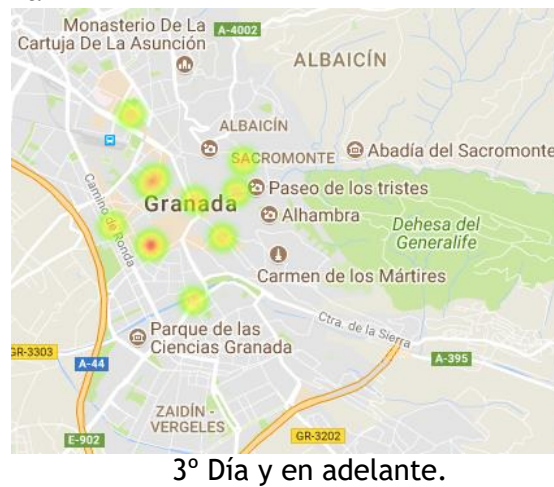 Monasterio De La
Cartuja De La Asunción
A-4002
ALBAICÍN
ALBAICÍN
SACROMONTE
Abadía del Sacromonte
Paseo de los tristes
Granada
Alhambra
Dehesa del
Generalife
Camino de Ronda
Carmen de los Mártires
Ctra. de la Sierra
Parque de las
Ciencias Granada
GR-3303
A-44
A-395
ZAIDÍN -
VERGELES
E-902
GR-3202
3º Día y en adelante.